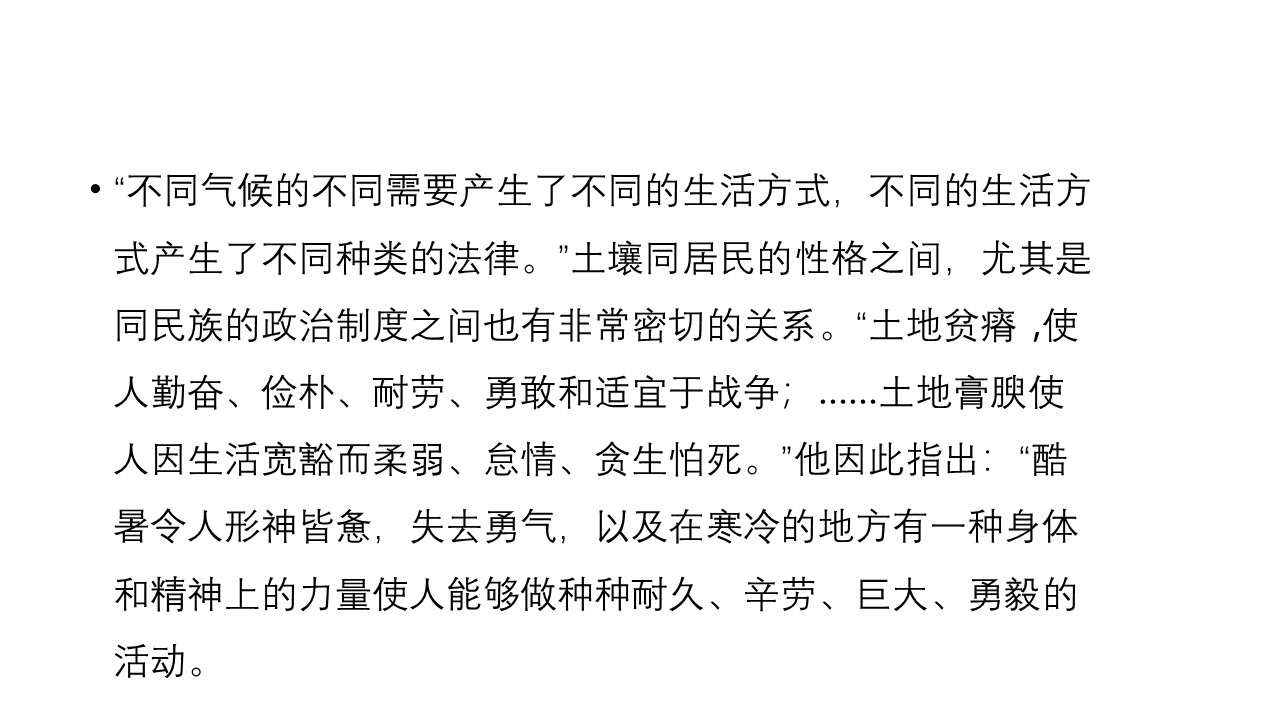 • “不同气候的不同需要产生了不同的生活方式，不同的生活方
式产生了不同种类的法律。”土壤同居民的性格之间，尤其是
同民族的政治制度之间也有非常密切的关系。“土地贫瘠 ,使
人勤奋、俭朴、耐劳、勇敢和适宜于战争；……土地膏腴使
人因生活宽豁而柔弱、怠情、贪生怕死。”他因此指出：“酷
暑令人形神皆惫，失去勇气，以及在寒冷的地方有一种身体
和精神上的力量使人能够做种种耐久、辛劳、巨大、勇毅的
活动。